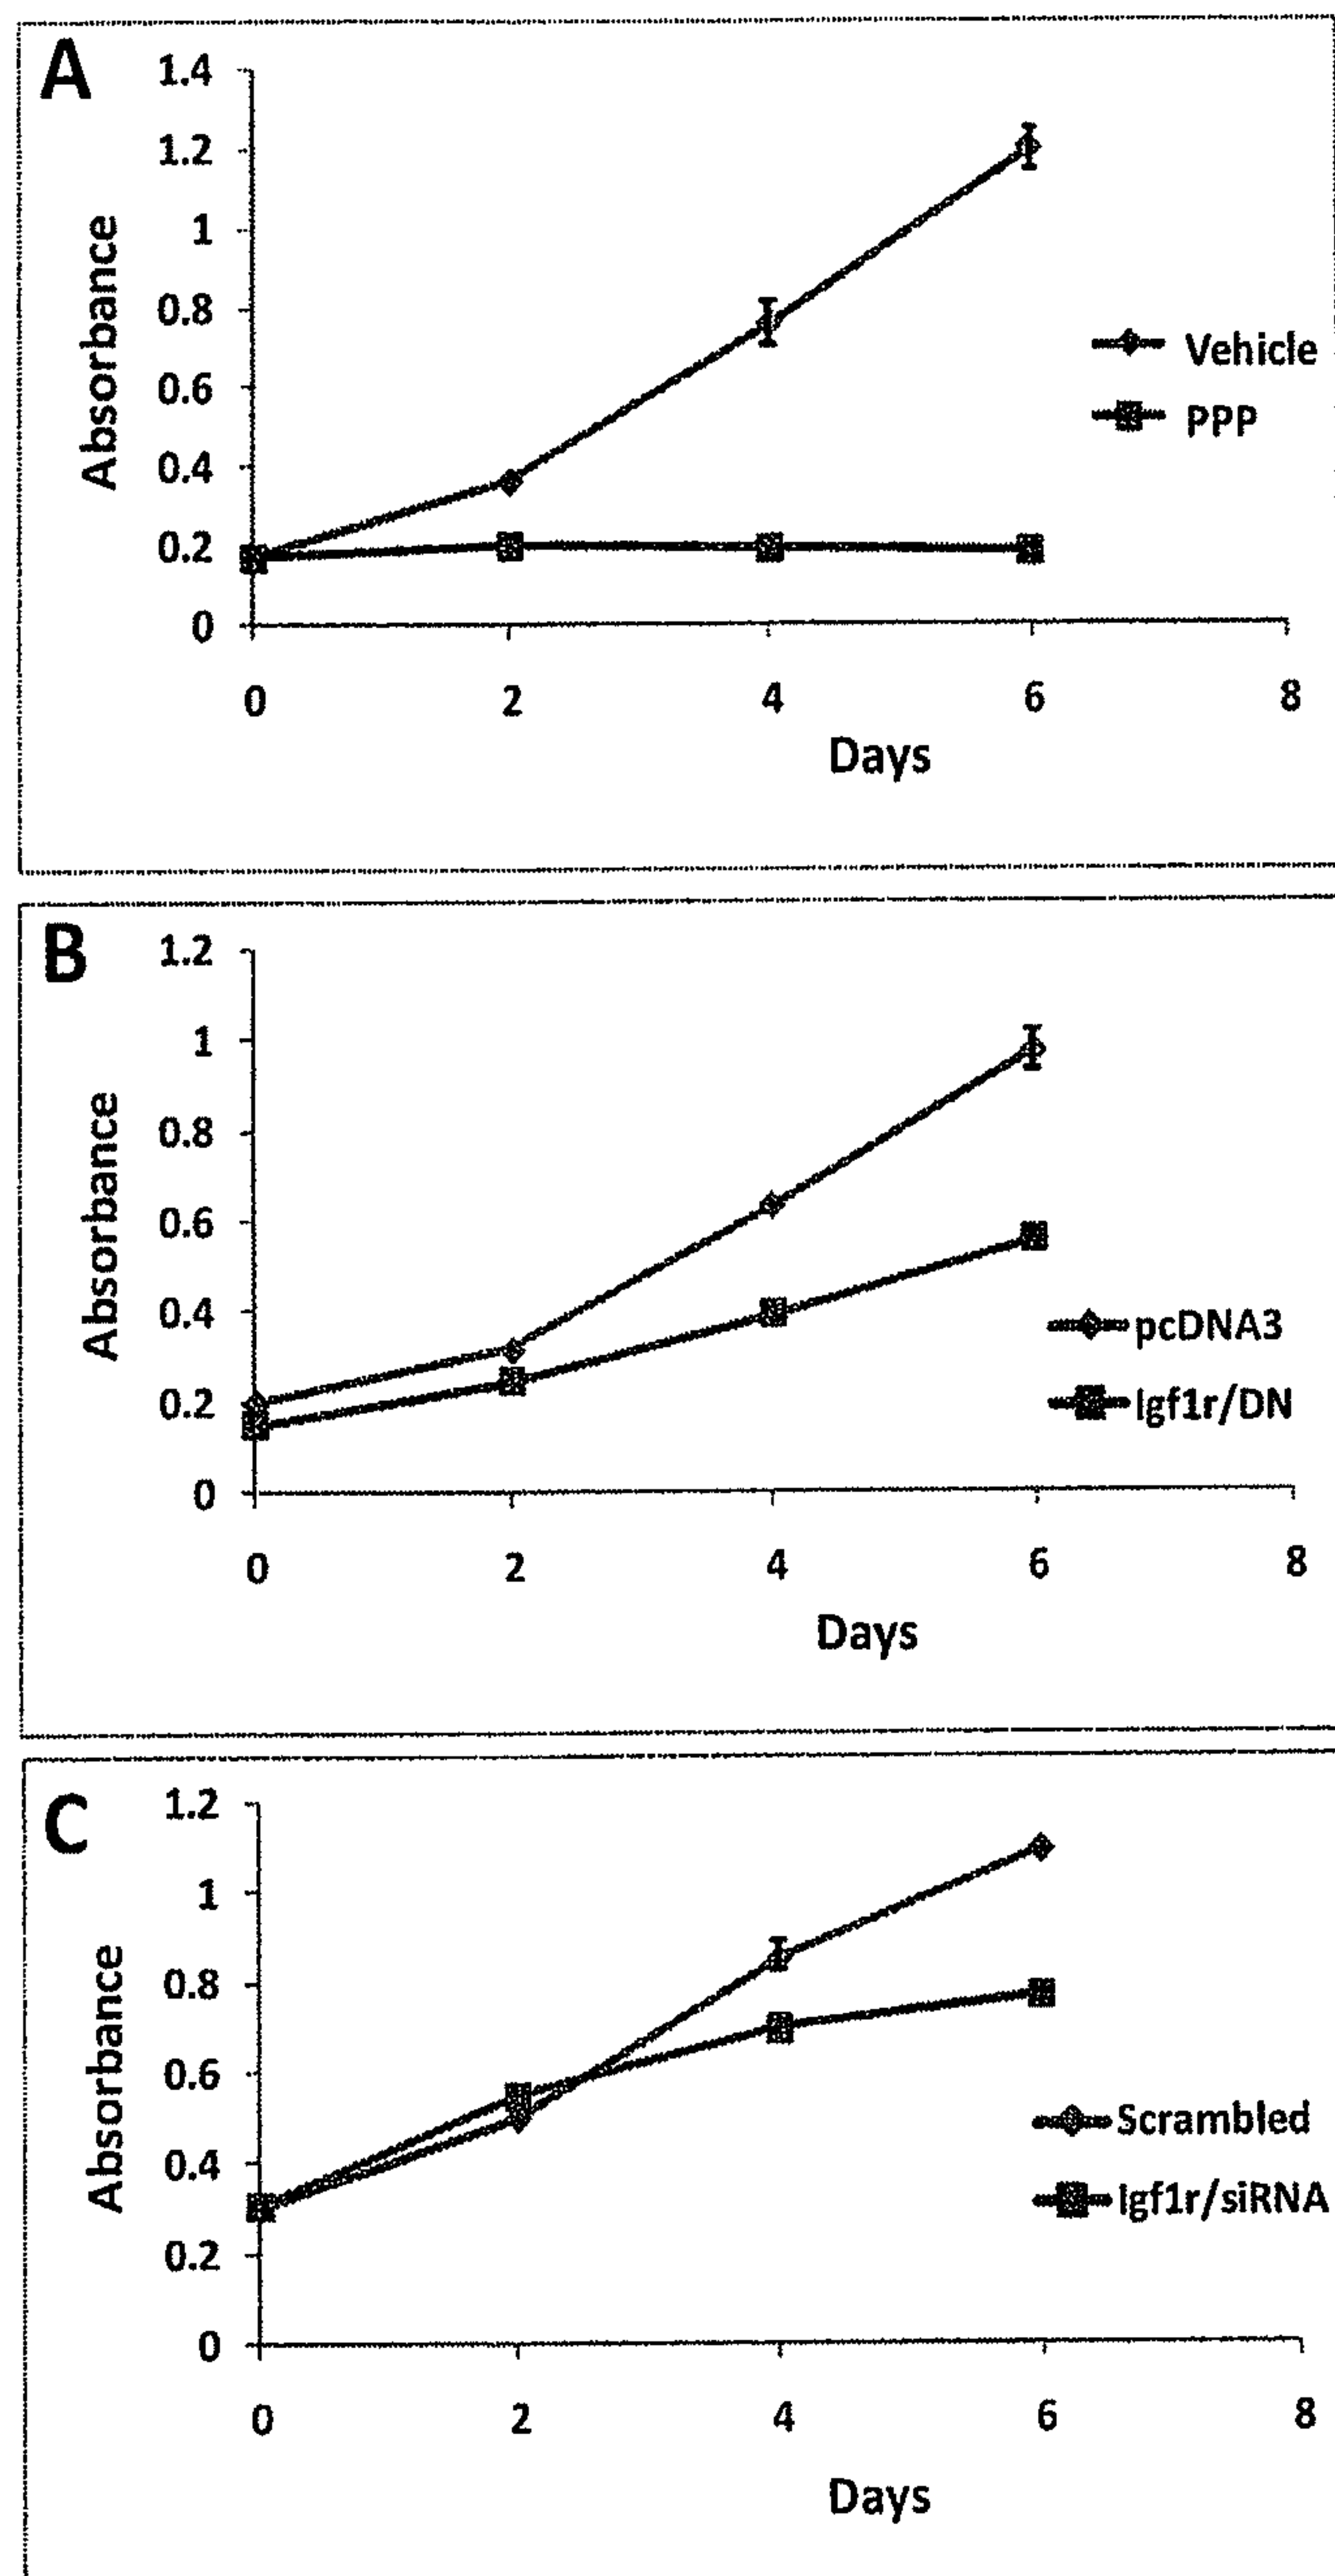 A
1.4
1.2
1
0.8
0.6
0.4
0.2
0
Absorbance
Vehicle
PPP
0 2 4 6 8
Days
B
1.2
1
0.8
0.6
0.4
0.2
0
Absorbance
pcDNA3
Igf1r/DN
0 2 4 6 8
Days
C
1.2
1
0.8
0.6
0.4
0.2
0
Absorbance
Scrambled
Igf1r/siRNA
0 2 4 6 8
Days